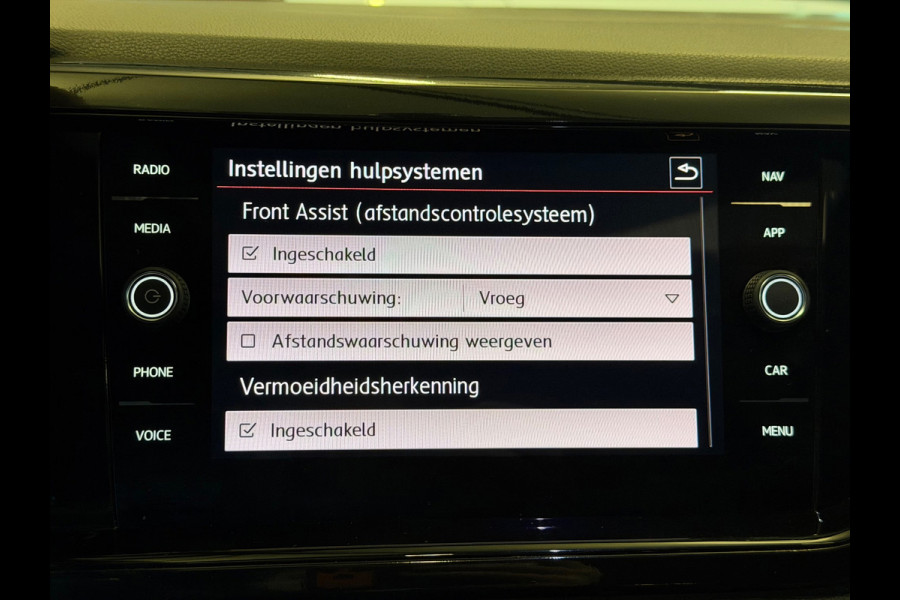 RADIO
MEDIA
PHONE
VOICE
Instellingen hulpsystemen
Front Assist (afstandscontrolesysteem)
Ingeschakeld
Voorwaarschuwing: Vroeg
Afstandswaarschuwing weergeven
Vermoeidheidsherkenning
Ingeschakeld
NAV
APP
CAR
MENU